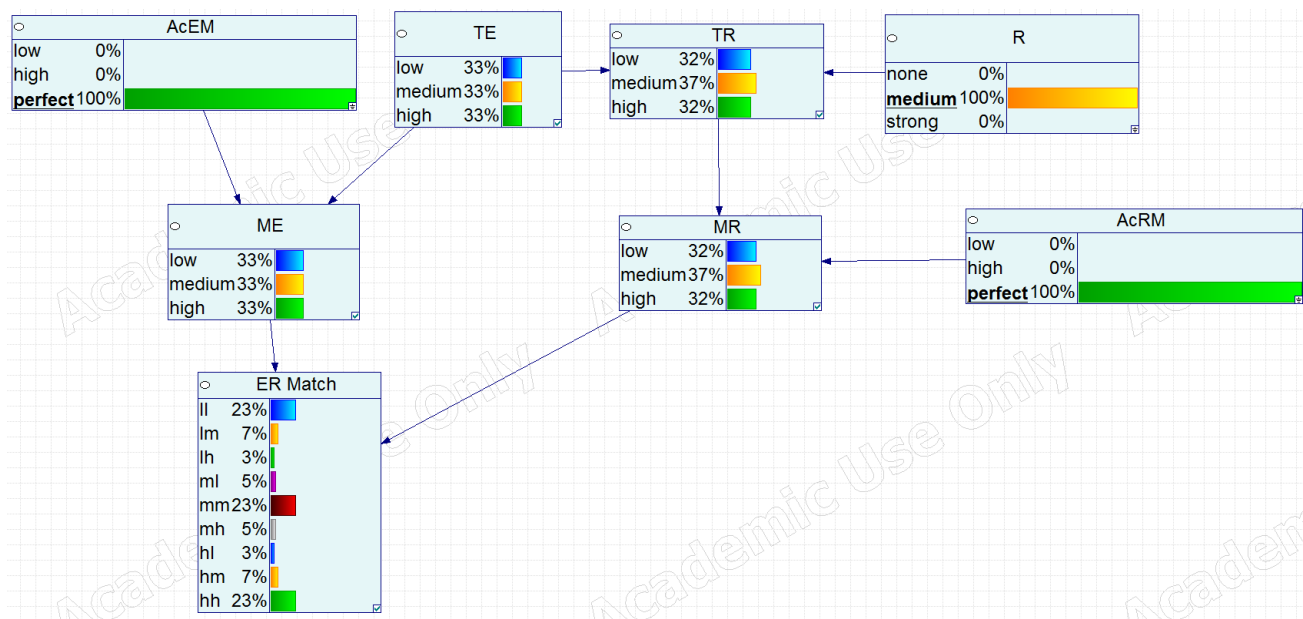 AcEM
low 0%
high 0%
perfect 100%
TE
low 33%
medium 33%
high 33%
TR
low 32%
medium 37%
high 32%
R
none 0%
medium 100%
strong 0%
ME
low 33%
medium 33%
high 33%
MR
low 32%
medium 37%
high 32%
AcRM
low 0%
high 0%
perfect 100%
ER Match
ll 23%
lm 7%
lh 3%
ml 5%
mm 23%
mh 5%
hl 3%
hm 7%
hh 23%
Academic Use Only
Academic Use Only